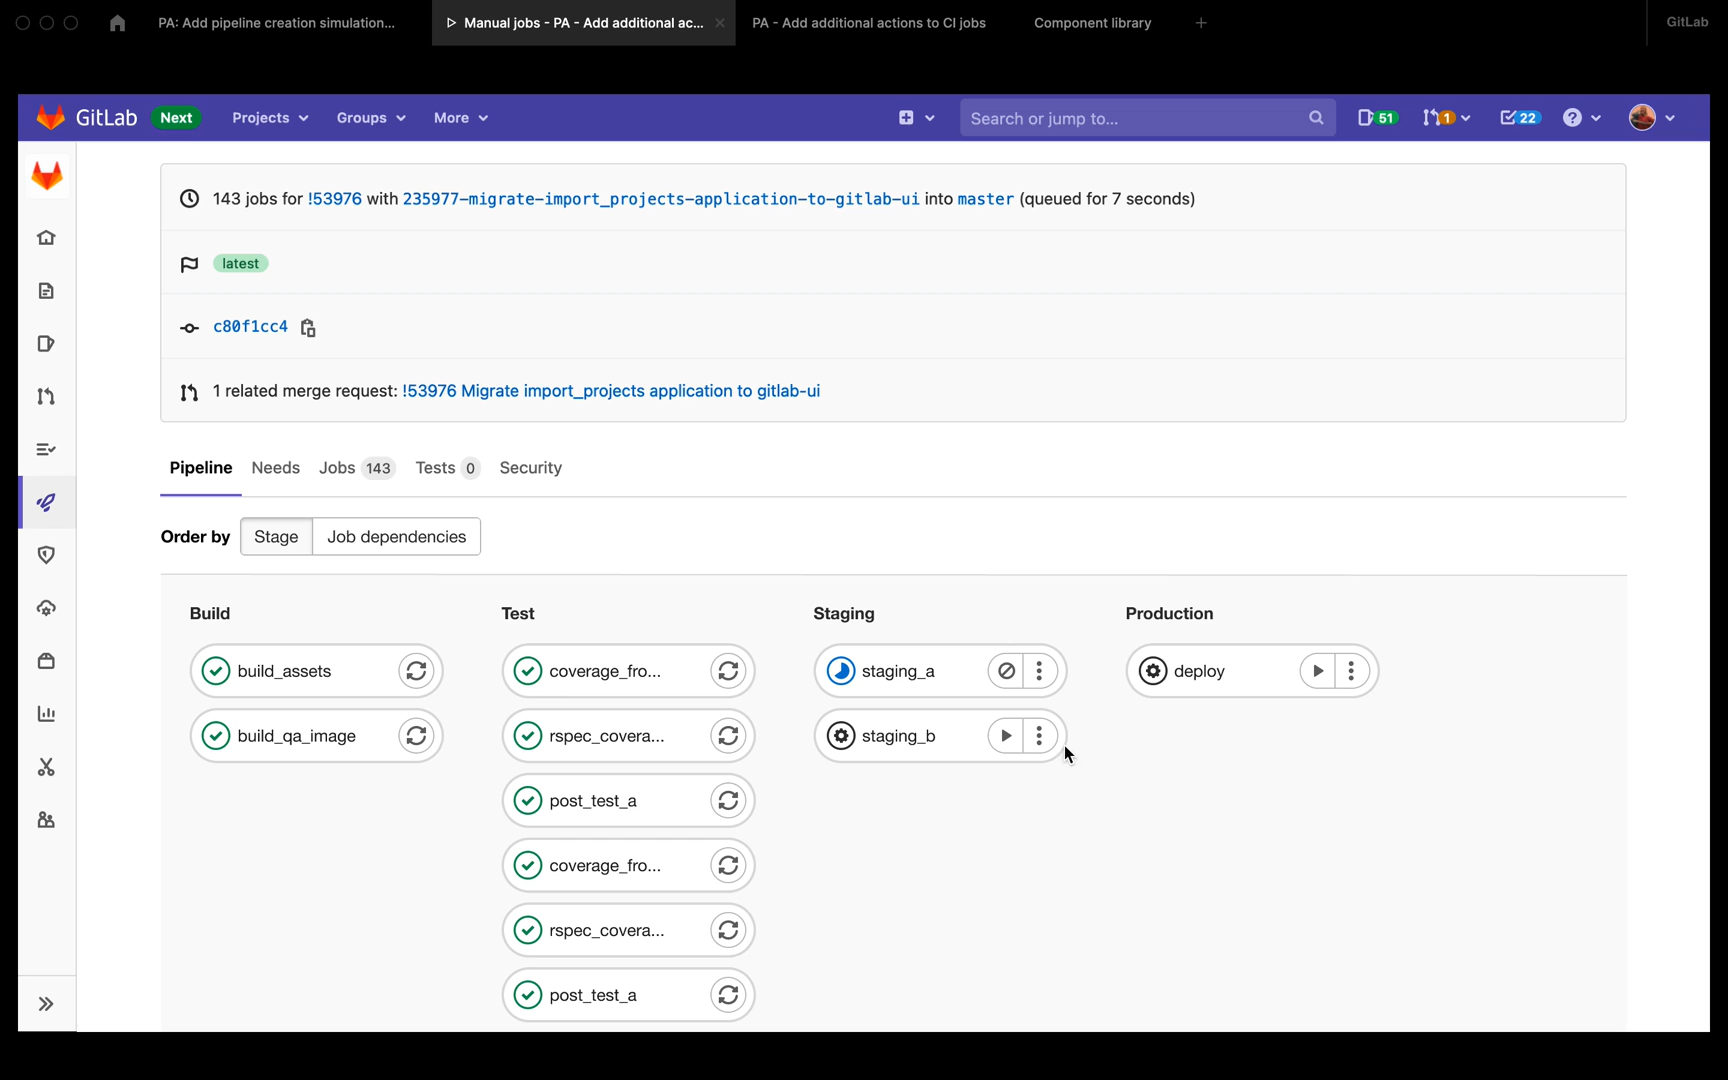 PA: Add pipeline creation simulation...
Manual jobs - PA - Add additional ac...
PA - Add additional actions to CI jobs
Component library
GitLab
GitLab
Next
Projects
Groups
More
Search or jump to...
51
1
22
143 jobs for !53976 with 235977-migrate-import_projects-application-to-gitlab-ui into master (queued for 7 seconds)
latest
c80f1cc4
1 related merge request: !53976 Migrate import_projects application to gitlab-ui
Pipeline
Needs
Jobs 143
Tests 0
Security
Order by
Stage
Job dependencies
Build
Test
Staging
Production
build_assets
coverage_fro...
staging_a
deploy
build_qa_image
rspec_covera...
staging_b
post_test_a
coverage_fro...
rspec_covera...
post_test_a